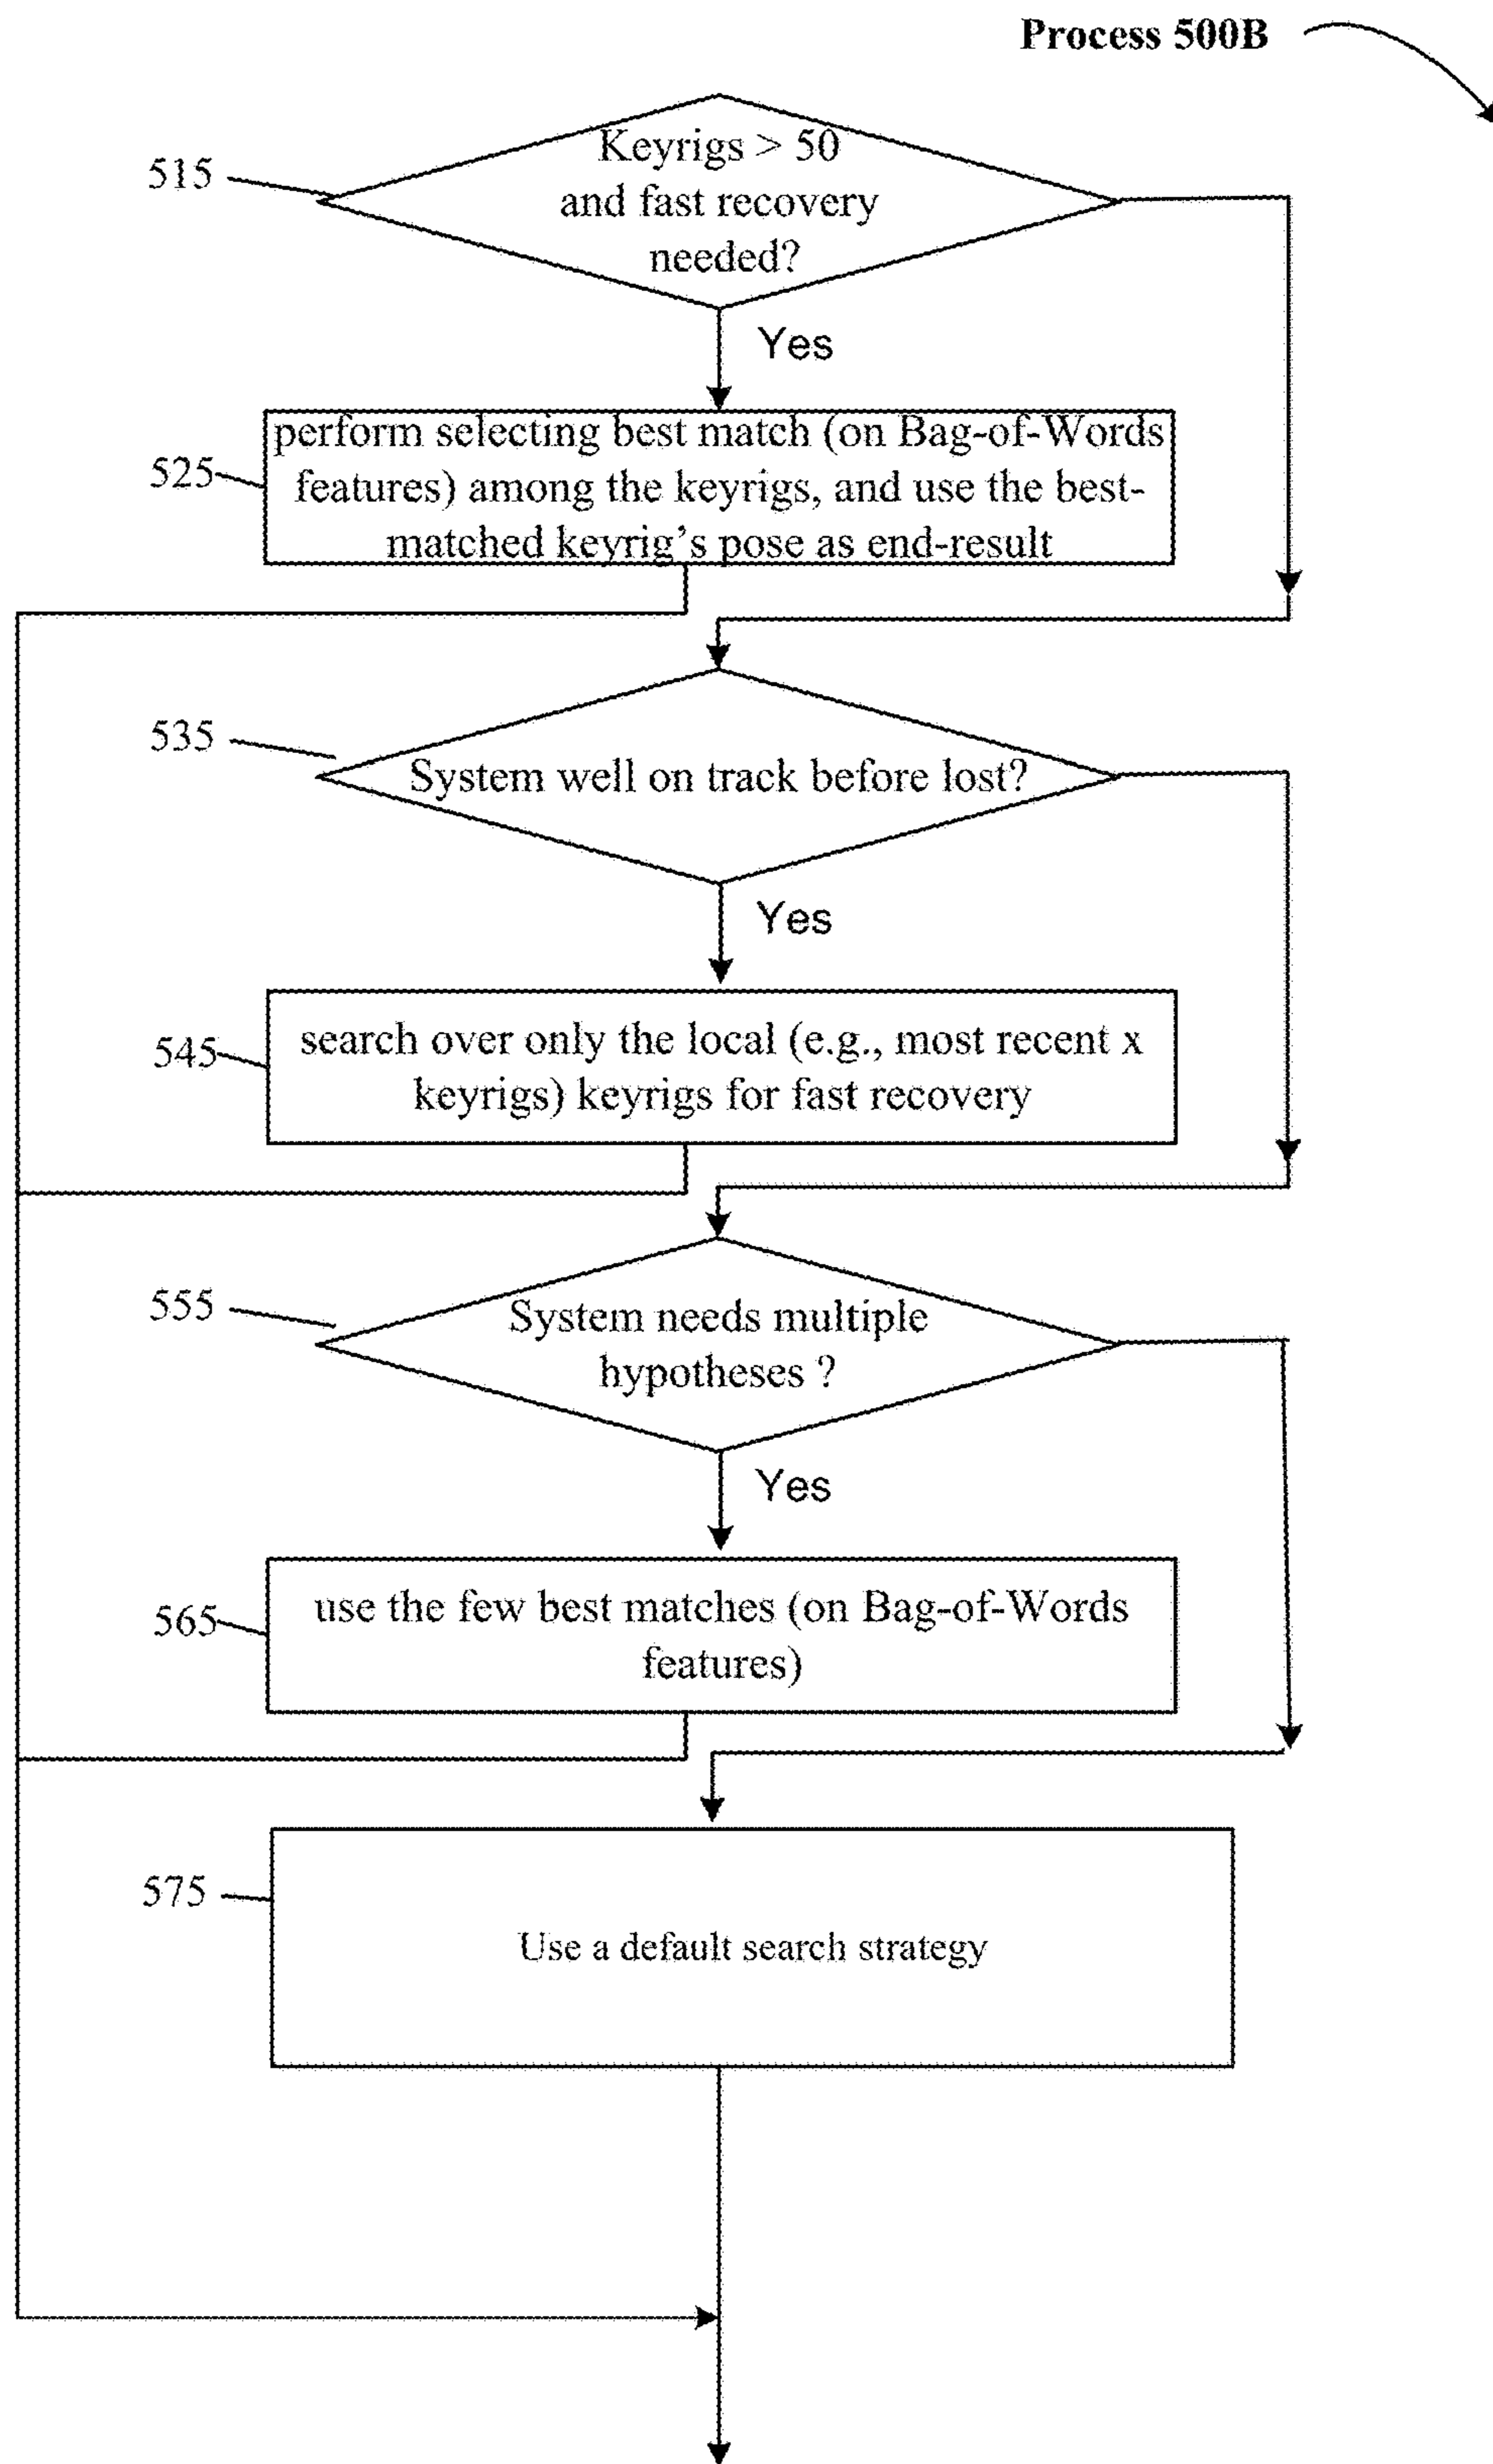 Process 500B
Keyrigs > 50
and fast recovery
needed?
515
Yes
perform selecting best match (on Bag-of-Words
features) among the keyrigs, and use the best-
matched keyrig’s pose as end-result
525
535
System well on track before lost?
Yes
search over only the local (e.g., most recent x
keyrigs) keyrigs for fast recovery
545
555
System needs multiple
hypotheses ?
Yes
use the few best matches (on Bag-of-Words
features)
565
575
Use a default search strategy